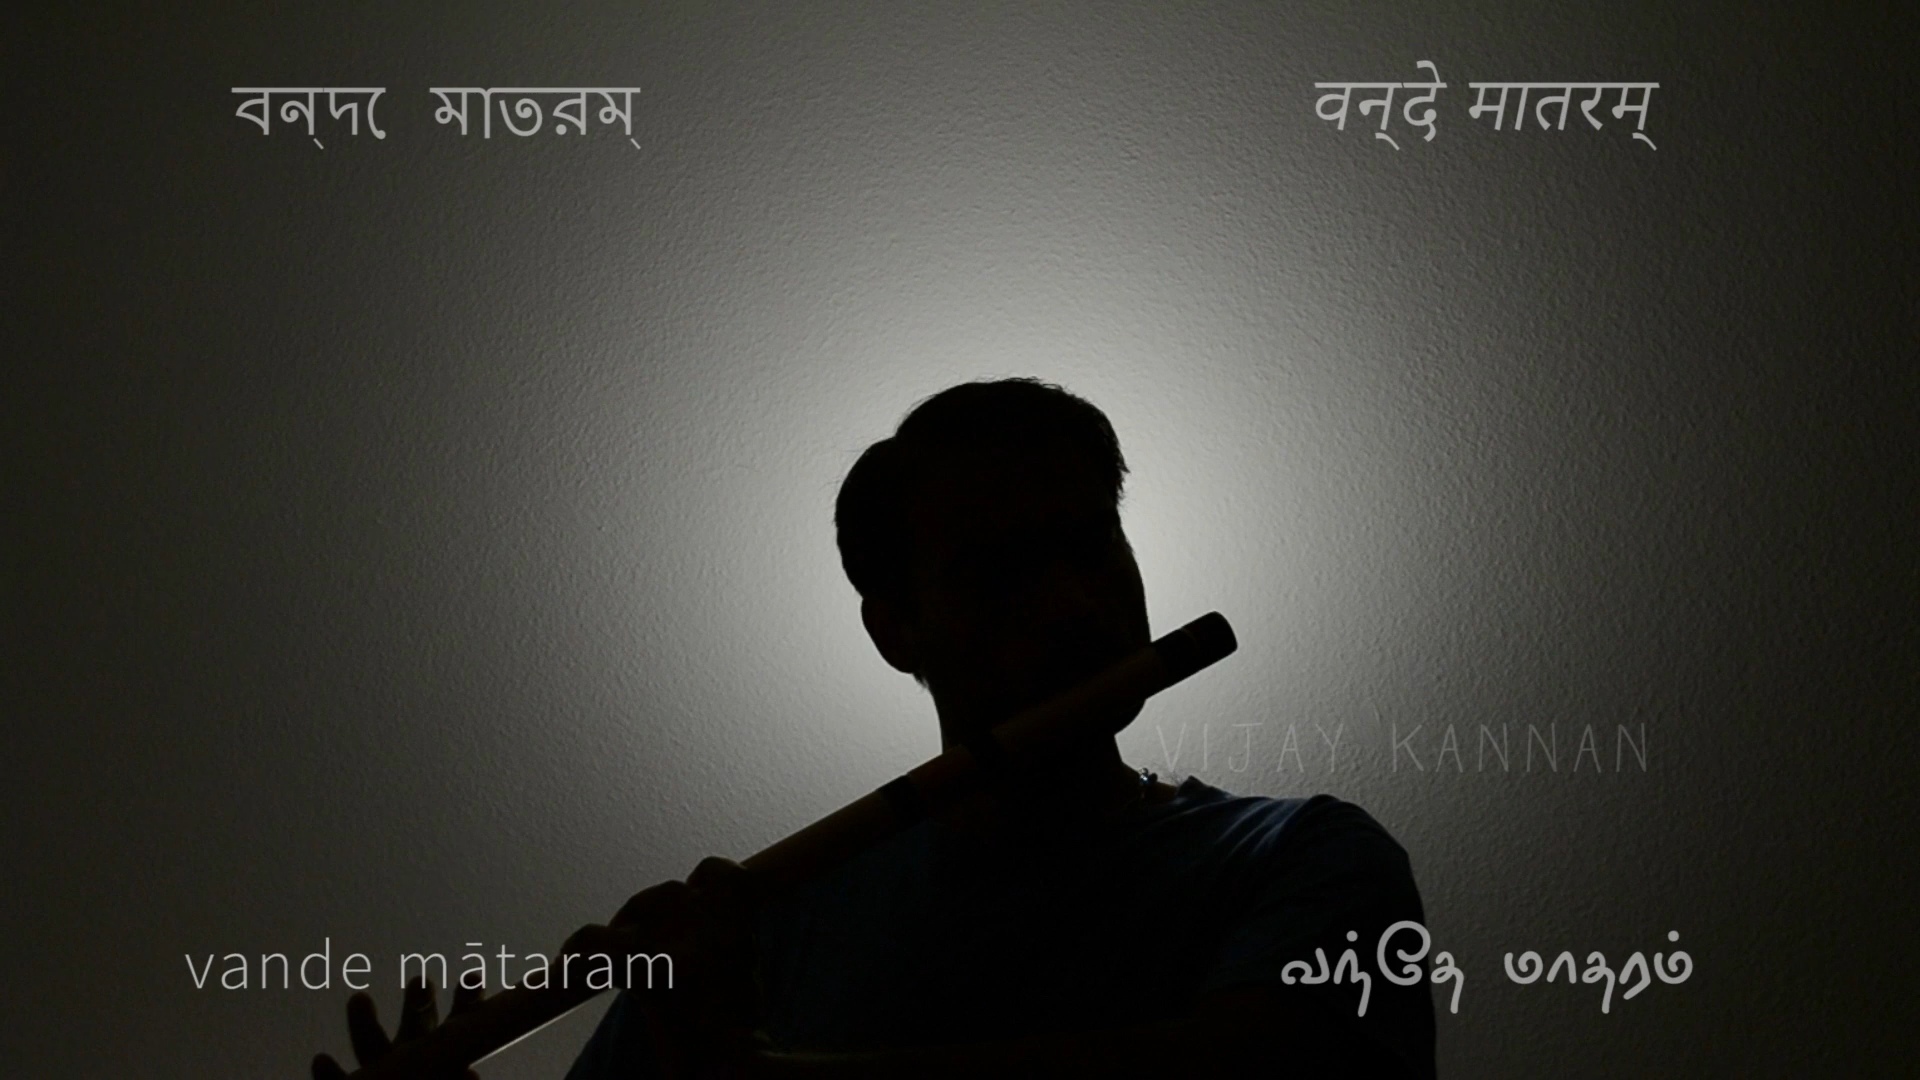 বন্‌দে মাতরম্
वन्‌दे मातरम्
VIJAY KANNAN
vande mātaram
வந்தே மாதரம்